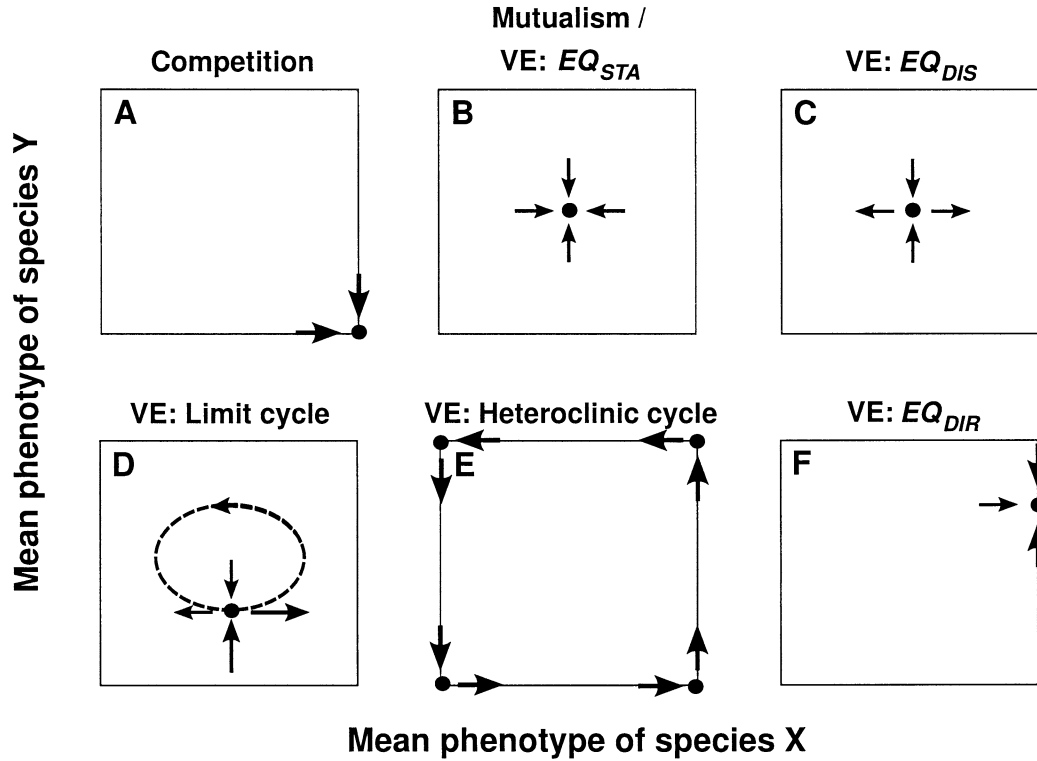 Mutualism /
Competition
VE: EQSTA
VE: EQDIS
A
B
C
VE: Limit cycle
VE: Heteroclinic cycle
VE: EQDIR
D
E
F
Mean phenotype of species Y
Mean phenotype of species X